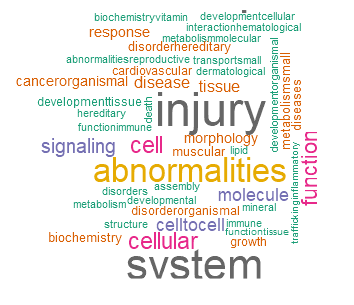 biochemistryvitamin developmentcellular
response interactionhematological
metabolismmolecular
disorderhereditary
abnormalitiesreproductive transportsmall
cardiovascular dermatological
cancerorganismal disease tissue
developmenttissue death injury
hereditary
functionimmune
developmentorganismal
metabolismsmall
diseases
signaling cell morphology
muscular lipid
abnormalities
function
traffickinginflammatory
disorders assembly molecule
metabolism developmental
disorderorganismal mineral
structure celltocell immune
functiontissue
biochemistry cellular growth
system